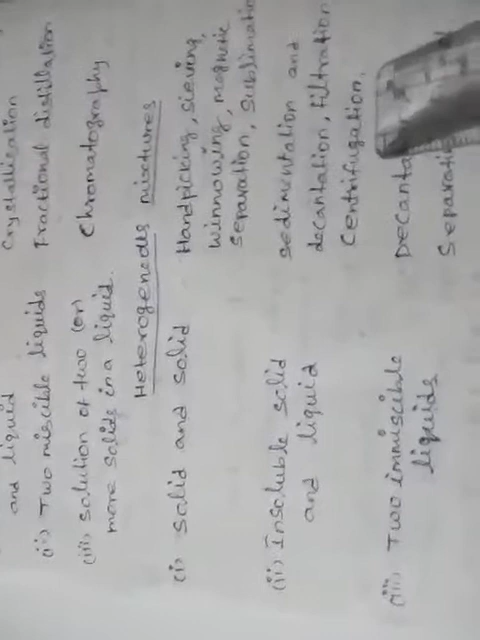 and liquid Crystallization
(ii) Two miscible liquids Fractional distillation
(iii) solution of two (or) Chromatography
more solids in a liquid.
Heterogeneous mixtures
(i) Solid and solid Handpicking, sieving,
winnowing, magnetic
separation, sublimation
(ii) Insoluble solid sedimentation and
and liquid decantation, filtration
centrifugation.
(iii) Two immiscible Decanta
liquids Separati